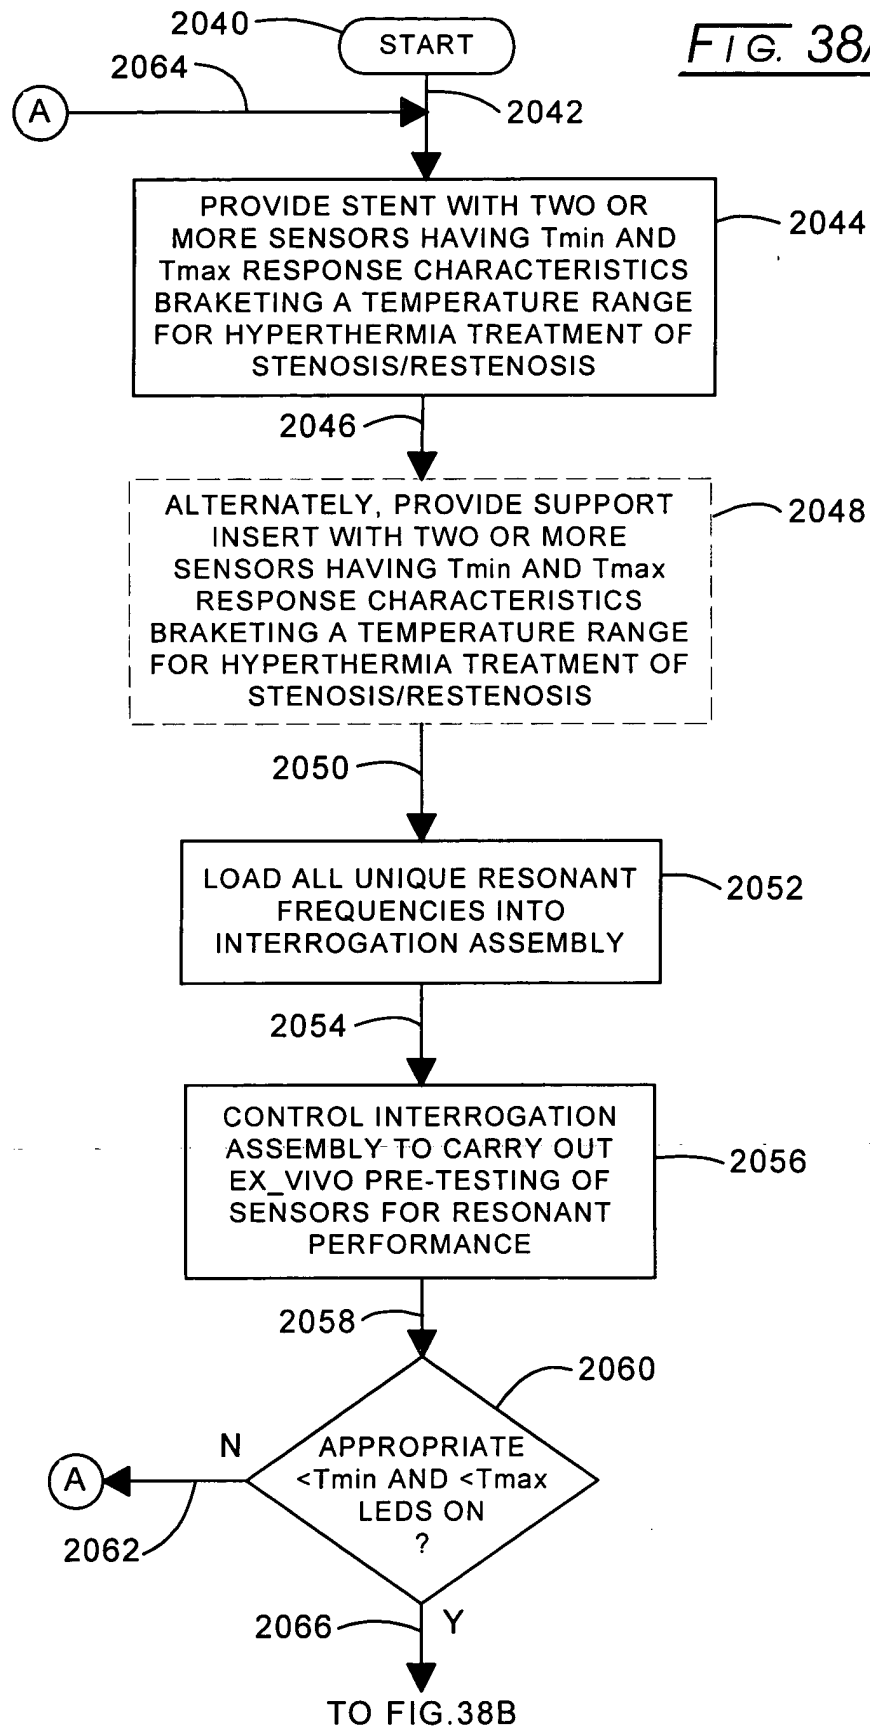 2040
START
FIG. 38A
2064
A
2042
PROVIDE STENT WITH TWO OR
MORE SENSORS HAVING Tmin AND
Tmax RESPONSE CHARACTERISTICS
BRAKETING A TEMPERATURE RANGE
FOR HYPERTHERMIA TREATMENT OF
STENOSIS/RESTENOSIS
2044
2046
ALTERNATELY, PROVIDE SUPPORT
INSERT WITH TWO OR MORE
SENSORS HAVING Tmin AND Tmax
RESPONSE CHARACTERISTICS
BRAKETING A TEMPERATURE RANGE
FOR HYPERTHERMIA TREATMENT OF
STENOSIS/RESTENOSIS
2048
2050
LOAD ALL UNIQUE RESONANT
FREQUENCIES INTO
INTERROGATION ASSEMBLY
2052
2054
CONTROL INTERROGATION
ASSEMBLY TO CARRY OUT
EX_VIVO PRE-TESTING OF
SENSORS FOR RESONANT
PERFORMANCE
2056
2058
2060
APPROPRIATE
<Tmin AND <Tmax
LEDS ON
?
N
A
2062
2066
Y
TO FIG.38B